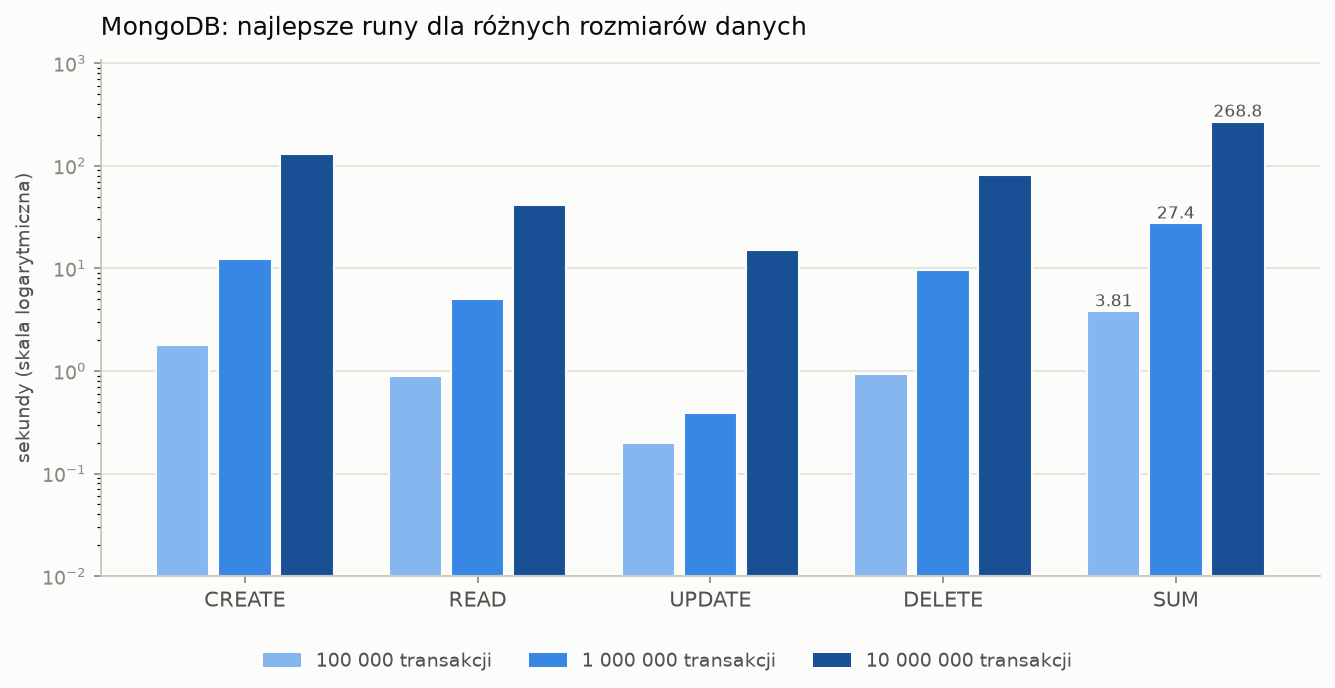 MongoDB: najlepsze runy dla różnych rozmiarów danych
sekundy (skala logarytmiczna)
10³
10²
10¹
10⁰
10⁻¹
10⁻²
268.8
27.4
3.81
CREATE READ UPDATE DELETE SUM
100 000 transakcji 1 000 000 transakcji 10 000 000 transakcji